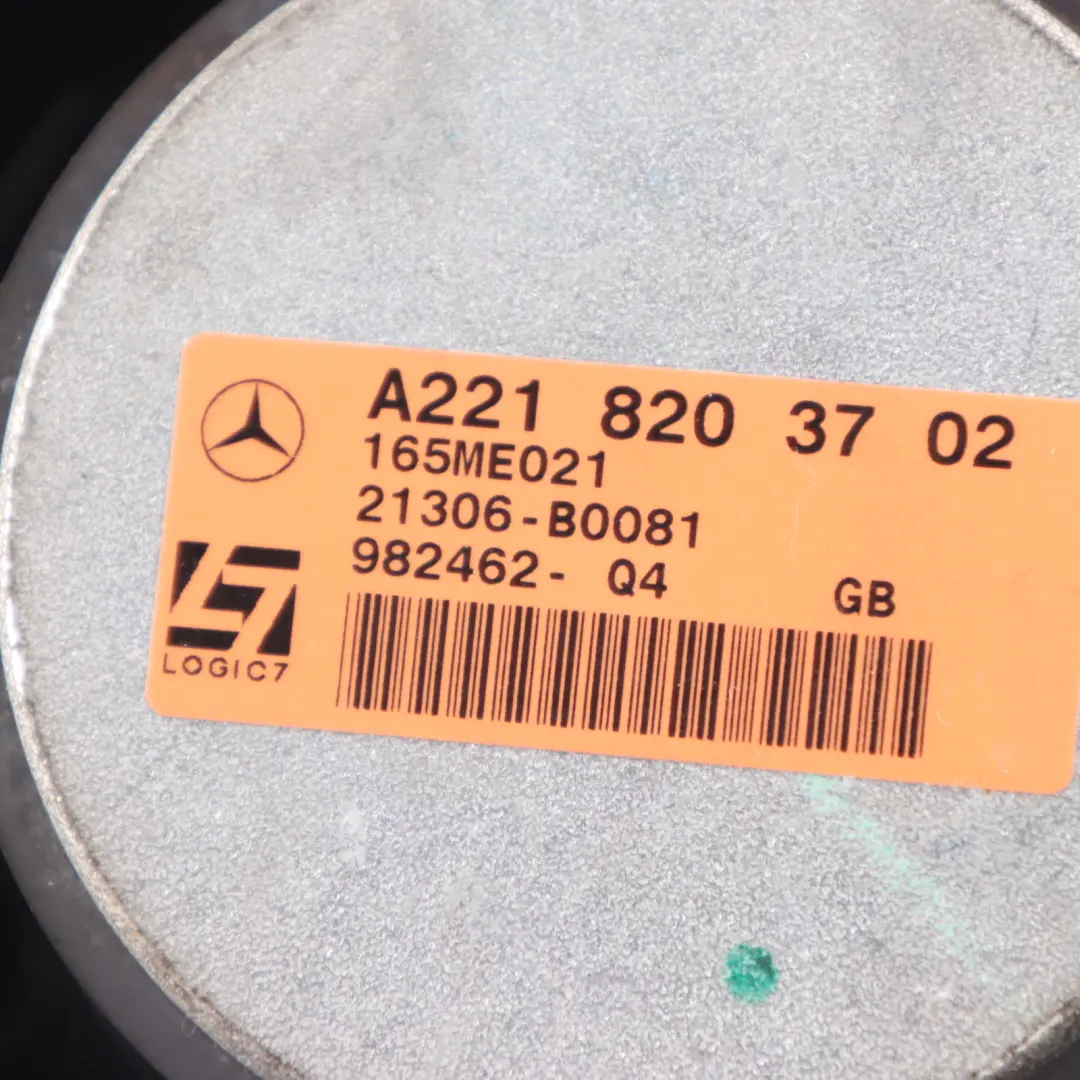 A221 820 37 02
165ME021
21306-B0081
982462- Q4 GB
LOGIC7